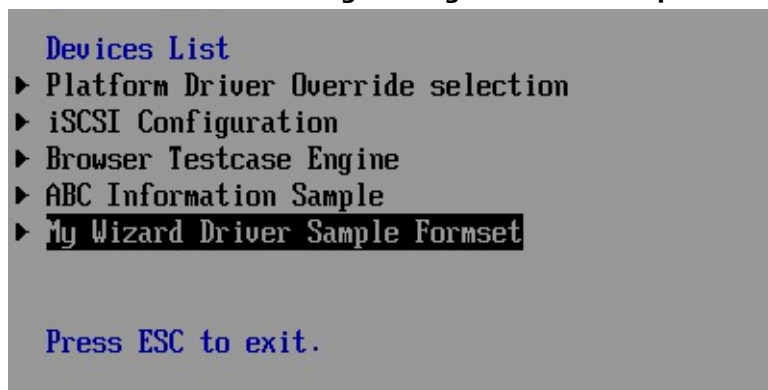 Devices List
Platform Driver Override selection
iSCSI Configuration
Browser Testcase Engine
ABC Information Sample
My Wizard Driver Sample Formset
Press ESC to exit.